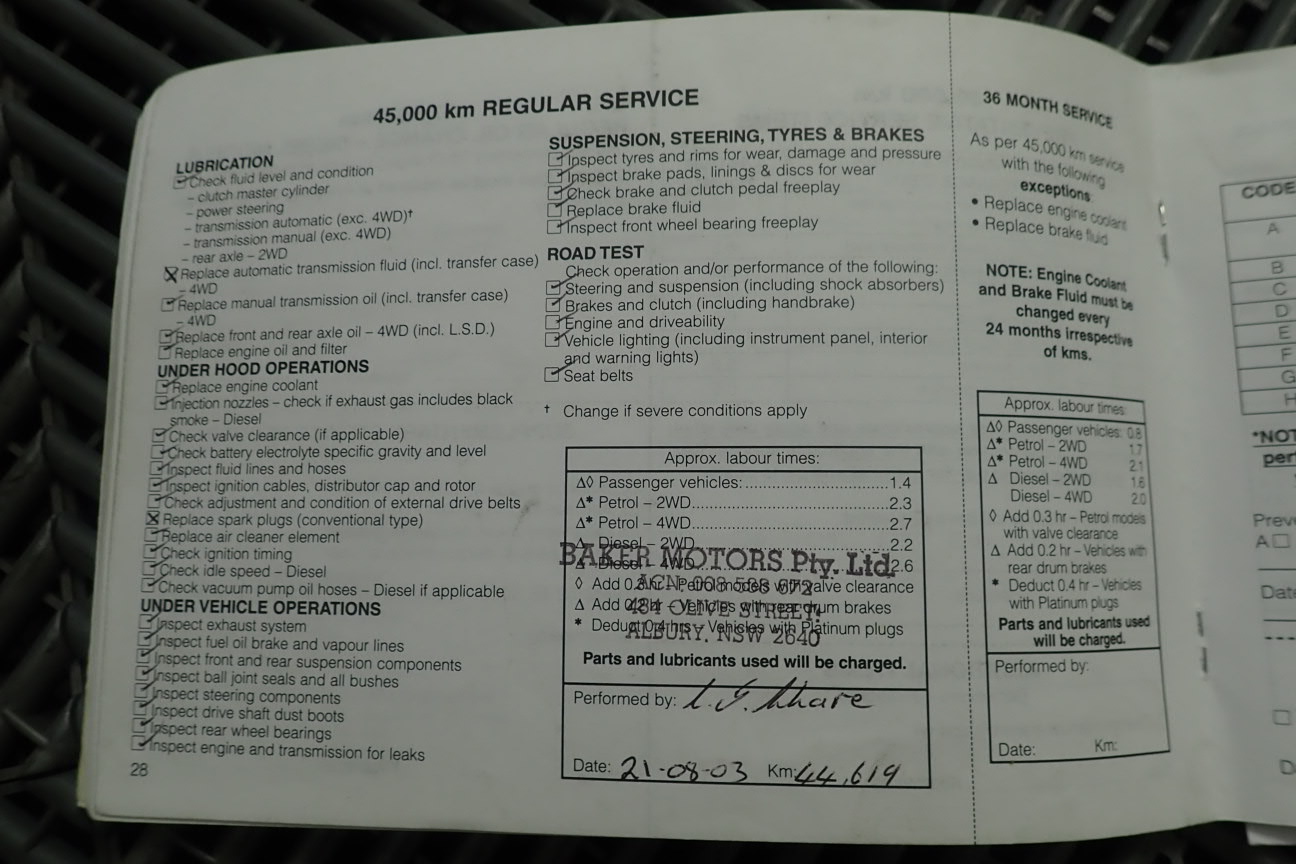 45,000 km REGULAR SERVICE
LUBRICATION
Check fluid level and condition
– clutch master cylinder
– power steering
– transmission automatic (exc. 4WD)†
– transmission manual (exc. 4WD)
– rear axle – 2WD
Replace automatic transmission fluid (incl. transfer case)
– 4WD
Replace manual transmission oil (incl. transfer case)
– 4WD
Replace front and rear axle oil – 4WD (incl. L.S.D.)
Replace engine oil and filter
UNDER HOOD OPERATIONS
Replace engine coolant
Injection nozzles – check if exhaust gas includes black
smoke – Diesel
Check valve clearance (if applicable)
Check battery electrolyte specific gravity and level
Inspect fluid lines and hoses
Inspect ignition cables, distributor cap and rotor
Check adjustment and condition of external drive belts
Replace spark plugs (conventional type)
Replace air cleaner element
Check ignition timing
Check idle speed – Diesel
Check vacuum pump oil hoses – Diesel if applicable
UNDER VEHICLE OPERATIONS
Inspect exhaust system
Inspect fuel oil brake and vapour lines
Inspect front and rear suspension components
Inspect ball joint seals and all bushes
Inspect steering components
Inspect drive shaft dust boots
Inspect rear wheel bearings
Inspect engine and transmission for leaks
28
SUSPENSION, STEERING, TYRES & BRAKES
Inspect tyres and rims for wear, damage and pressure
Inspect brake pads, linings & discs for wear
Check brake and clutch pedal freeplay
Replace brake fluid
Inspect front wheel bearing freeplay
ROAD TEST
Check operation and/or performance of the following:
Steering and suspension (including shock absorbers)
Brakes and clutch (including handbrake)
Engine and driveability
Vehicle lighting (including instrument panel, interior
and warning lights)
Seat belts
† Change if severe conditions apply
Approx. labour times:
Δ◊ Passenger vehicles:..............................1.4
Δ* Petrol – 2WD........................................2.3
Δ* Petrol – 4WD........................................2.7
Δ Diesel – 2WD........................................2.2
Δ Diesel – 4WD........................................2.6
◊ Add Petrol models with valve clearance
Δ Add Vehicles with rear drum brakes
* Deduct 0.4 hrs – Vehicles with Platinum plugs
BAKER MOTORS Pty. Ltd.
ACN 008 508 672
484 OLIVE STREET.
ALBURY. NSW 2640
Parts and lubricants used will be charged.
Performed by:
Date: 21-08-03 Km: 44,619
36 MONTH SERVICE
As per 45,000 km service
with the following
exceptions
• Replace engine coolant
• Replace brake fluid
NOTE: Engine Coolant
and Brake Fluid must be
changed every
24 months irrespective
of kms.
Approx. labour times
Δ◊ Passenger vehicles: 0.8
Δ* Petrol – 2WD 1.7
Δ* Petrol – 4WD 2.1
Δ Diesel – 2WD 1.6
Diesel – 4WD 2.0
◊ Add 0.3 hr – Petrol models
with valve clearance
Δ Add 0.2 hr – Vehicles with
rear drum brakes
* Deduct 0.4 hr – Vehicles
with Platinum plugs
Parts and lubricants used
will be charged.
Performed by:
Date: Km:
CODE
A
B
C
D
E
F
G
H
*NOT
per
Prev
A
Date
D